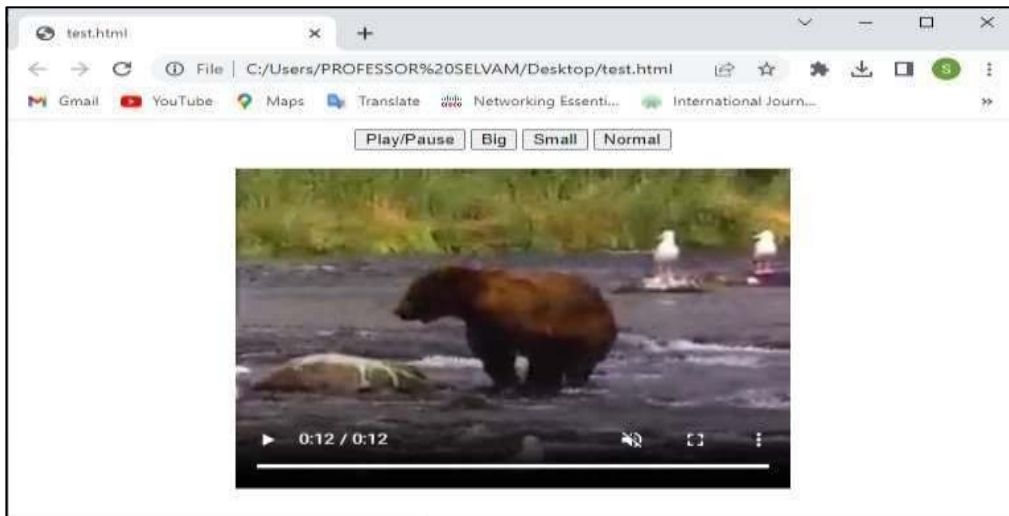 test.html
File | C:/Users/PROFESSOR%20SELVAM/Desktop/test.html S
Gmail YouTube Maps Translate Networking Essenti... International Journ...
Play/Pause Big Small Normal
0:12 / 0:12